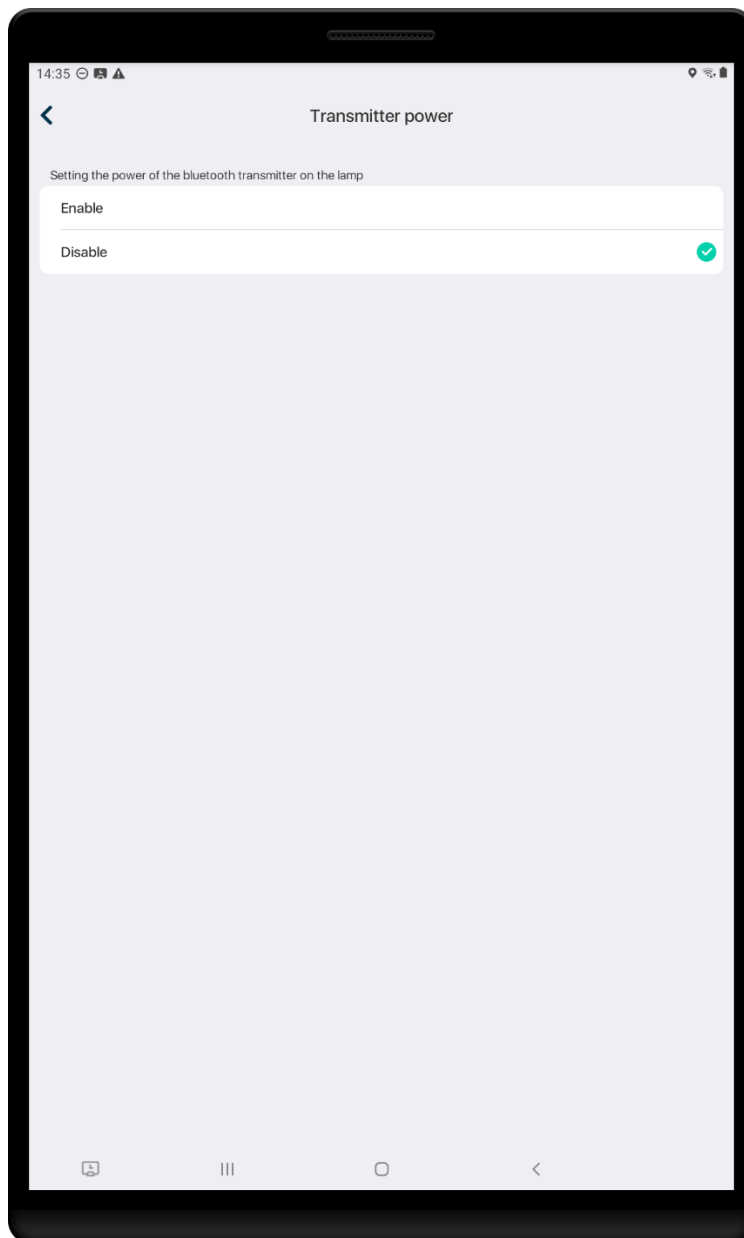 14:35
Transmitter power
Setting the power of the bluetooth transmitter on the lamp
Enable
Disable